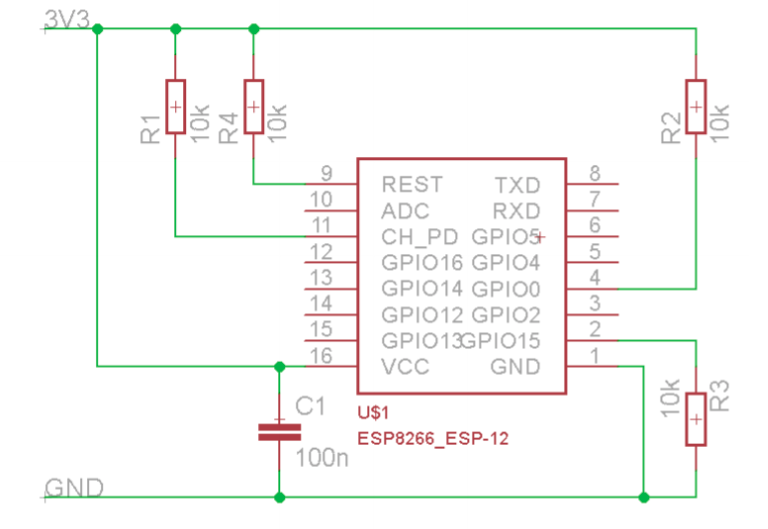 3V3
R1
10k
R4
10k
R2
10k
9 REST TXD 8
10 ADC RXD 7
11 CH_PD GPIO5 6
12 GPIO16 GPIO4 5
13 GPIO14 GPIO0 4
14 GPIO12 GPIO2 3
15 GPIO13 GPIO15 2
16 VCC GND 1
C1
100n
U$1
ESP8266_ESP-12
10k
R3
GND